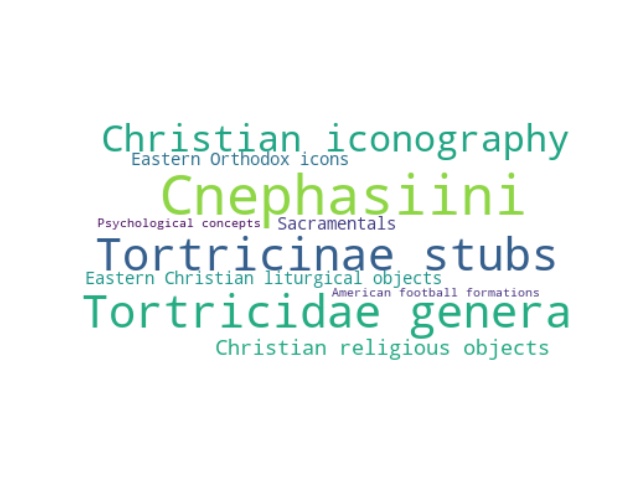 Christian iconography
Eastern Orthodox icons
Cnephasiini
Psychological concepts
Sacramentals
Tortricinae stubs
Eastern Christian liturgical objects
American football formations
Tortricidae genera
Christian religious objects